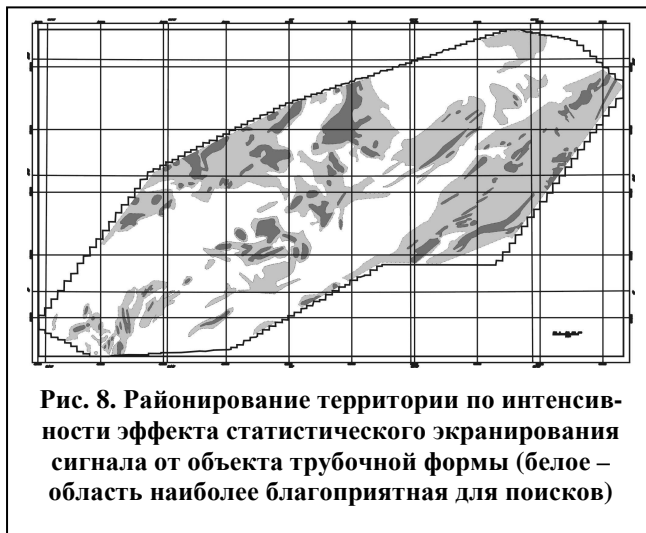 Рис. 8. Районирование территории по интенсив-
ности эффекта статистического экранирования
сигнала от объекта трубочной формы (белое –
область наиболее благоприятная для поисков)